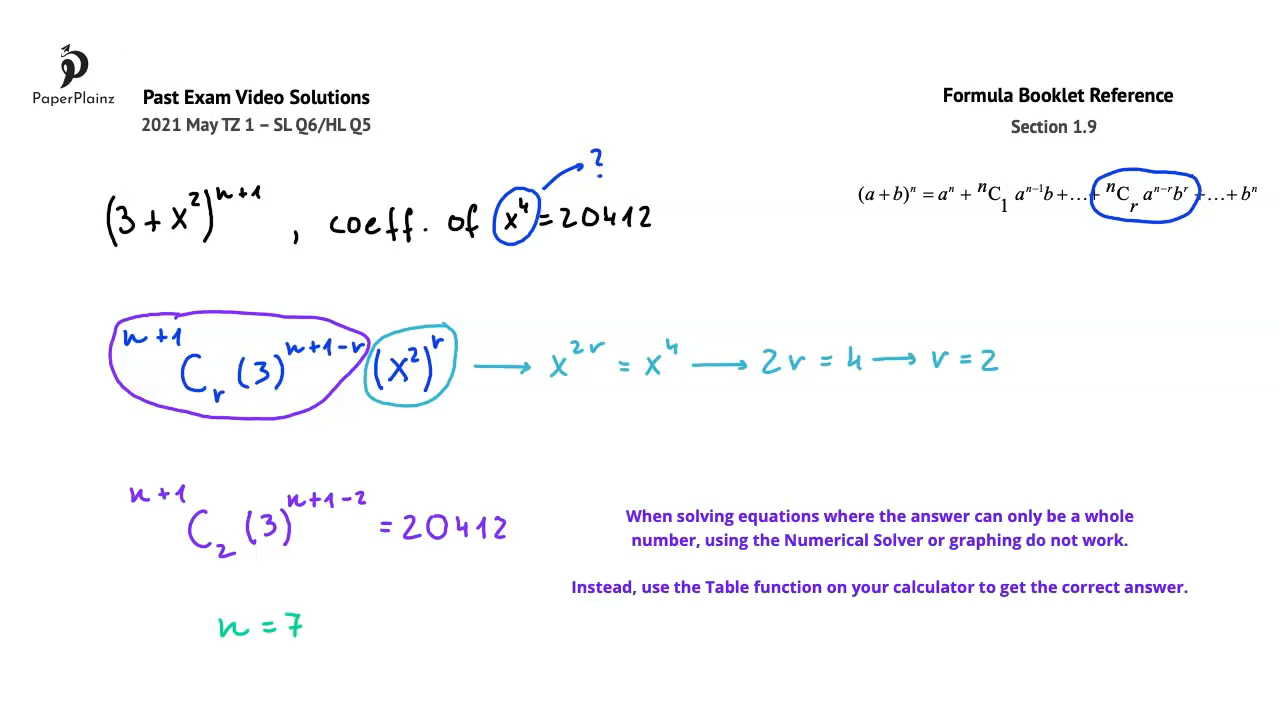 PaperPlainz
Past Exam Video Solutions
2021 May TZ 1 – SL Q6/HL Q5
Formula Booklet Reference
Section 1.9
(a + b)ⁿ = aⁿ + ⁿC₁ aⁿ⁻¹b + … + ⁿCᵣ aⁿ⁻ʳbʳ + … + bⁿ
?
(3 + x²)ⁿ⁺¹ , coeff. of x⁴ = 20412
ⁿ⁺¹Cᵣ (3)ⁿ⁺¹⁻ʳ (x²)ʳ → x²ʳ = x⁴ → 2r = 4 → r = 2
ⁿ⁺¹C₂ (3)ⁿ⁺¹⁻² = 20412
When solving equations where the answer can only be a whole
number, using the Numerical Solver or graphing do not work.
Instead, use the Table function on your calculator to get the correct answer.
n = 7